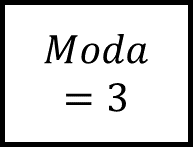 Moda
= 3